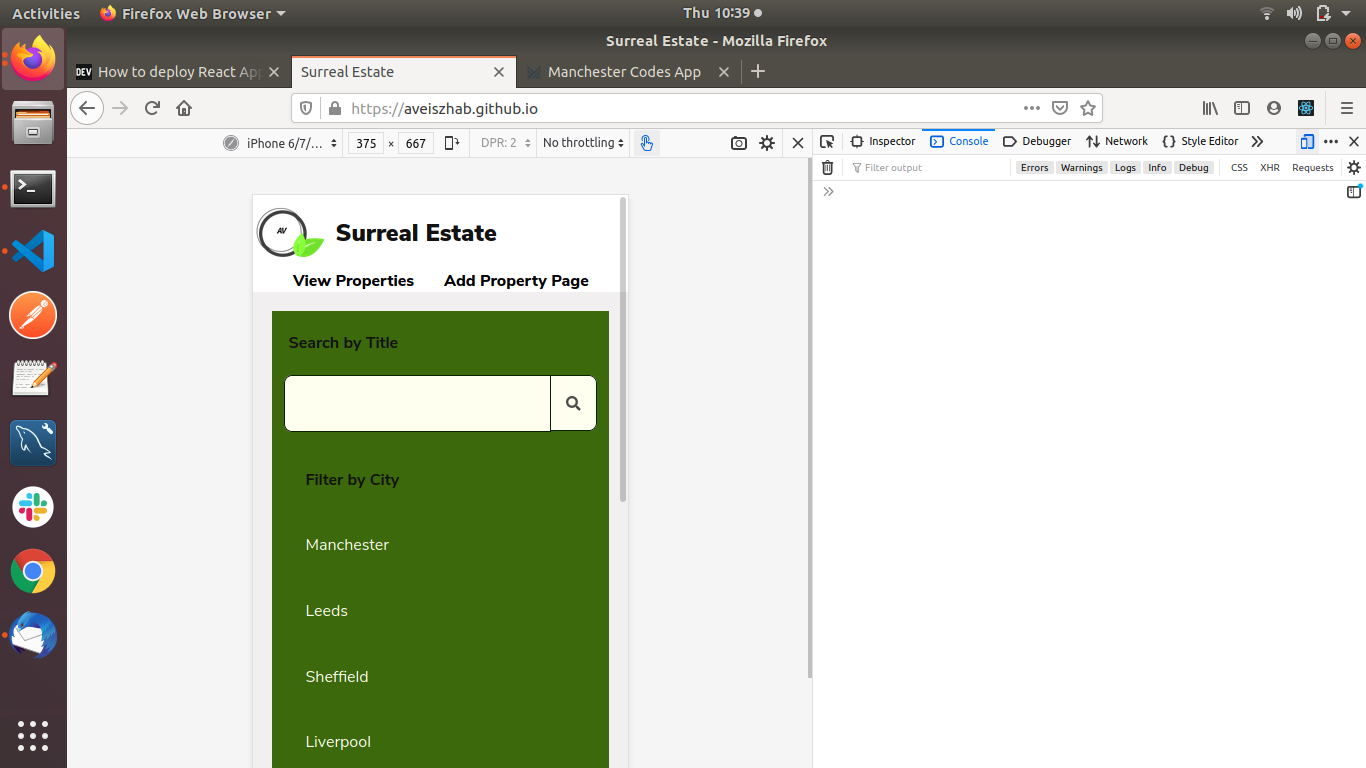 Activities Firefox Web Browser Thu 10:39
Surreal Estate - Mozilla Firefox
DEV How to deploy React App Surreal Estate Manchester Codes App
https://aveiszhab.github.io
iPhone 6/7/... 375 × 667 DPR: 2 No throttling Inspector Console Debugger Network Style Editor
Filter output Errors Warnings Logs Info Debug CSS XHR Requests
AV Surreal Estate
View Properties Add Property Page
Search by Title
Filter by City
Manchester
Leeds
Sheffield
Liverpool